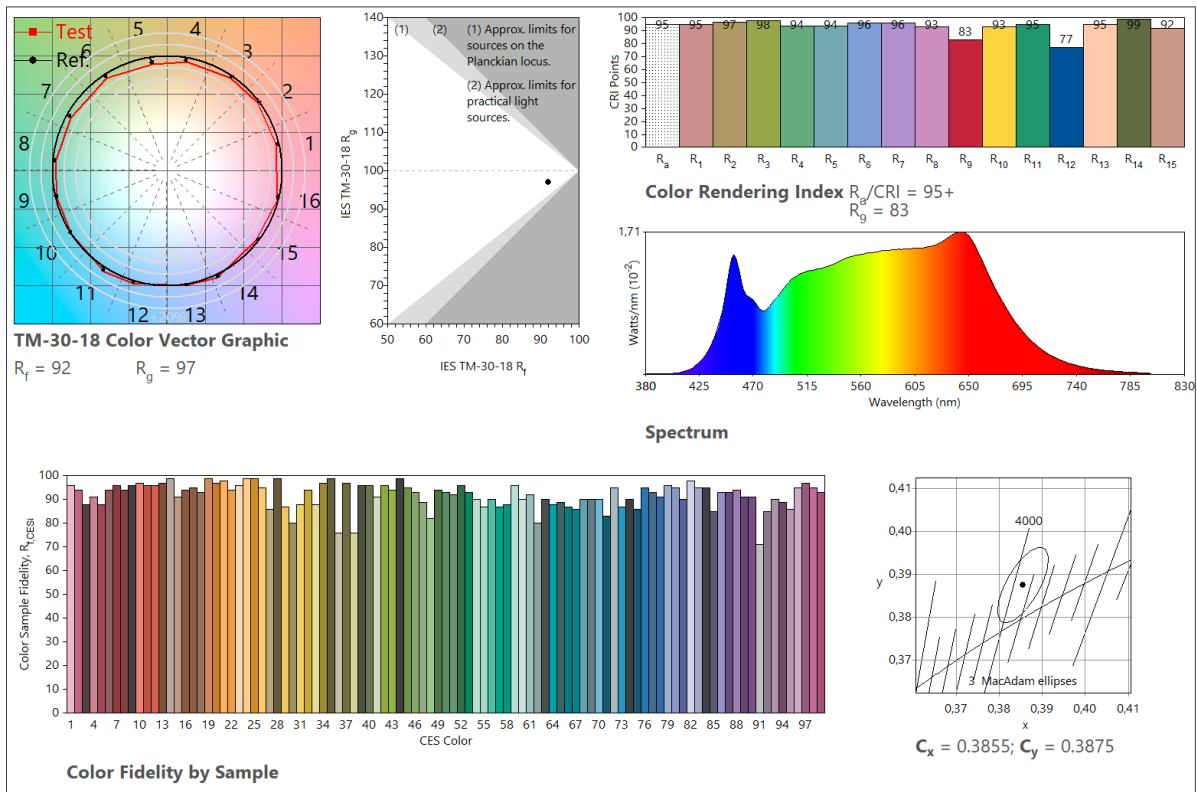 Test
Ref.
1
2
3
4
5
6
7
8
9
10
11
12
13
14
15
16
+20%
TM-30-18 Color Vector Graphic
Rf = 92 Rg = 97
IES TM-30-18 Rg
140
130
120
110
100
90
80
70
60
(1) (2) (1) Approx. limits for
sources on the
Planckian locus.
(2) Approx. limits for
practical light
sources.
50 60 70 80 90 100
IES TM-30-18 Rf
CRI Points
100
90
80
70
60
50
40
30
20
10
0
95 95 97 98 94 94 96 96 93 83 93 95 77 95 99 92
Ra R1 R2 R3 R4 R5 R6 R7 R8 R9 R10 R11 R12 R13 R14 R15
Color Rendering Index Ra/CRI = 95+
R9 = 83
1,71
Watts/nm (10-2)
0
380 425 470 515 560 605 650 695 740 785 830
Wavelength (nm)
Spectrum
Color Sample Fidelity, Rf,CESi
100
90
80
70
60
50
40
30
20
10
0
1 4 7 10 13 16 19 22 25 28 31 34 37 40 43 46 49 52 55 58 61 64 67 70 73 76 79 82 85 88 91 94 97
CES Color
Color Fidelity by Sample
0,41
0,40
0,39
0,38
0,37
y
4000
3 MacAdam ellipses
0,37 0,38 0,39 0,40 0,41
x
Cx = 0.3855; Cy = 0.3875